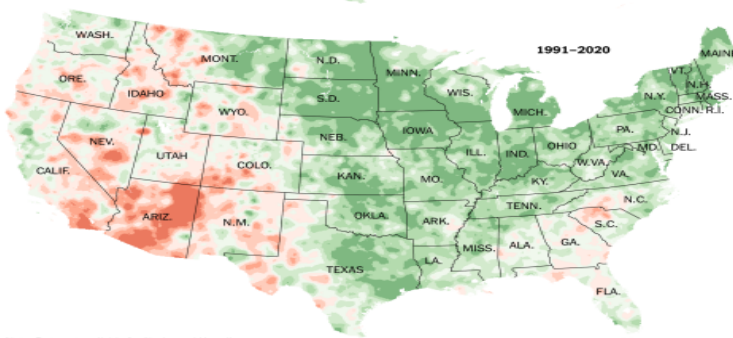 1991–2020
WASH.
MONT.
N.D.
MINN.
MAINE
ORE.
IDAHO
S.D.
WIS.
VT.
N.H.
WYO.
MICH.
N.Y.
MASS.
CONN.
R.I.
NEV.
NEB.
IOWA
PA.
N.J.
UTAH
COLO.
ILL.
IND.
OHIO
MD.
DEL.
CALIF.
KAN.
MO.
W.VA.
VA.
KY.
ARIZ.
N.M.
OKLA.
ARK.
TENN.
N.C.
S.C.
TEXAS
LA.
MISS.
ALA.
GA.
FLA.